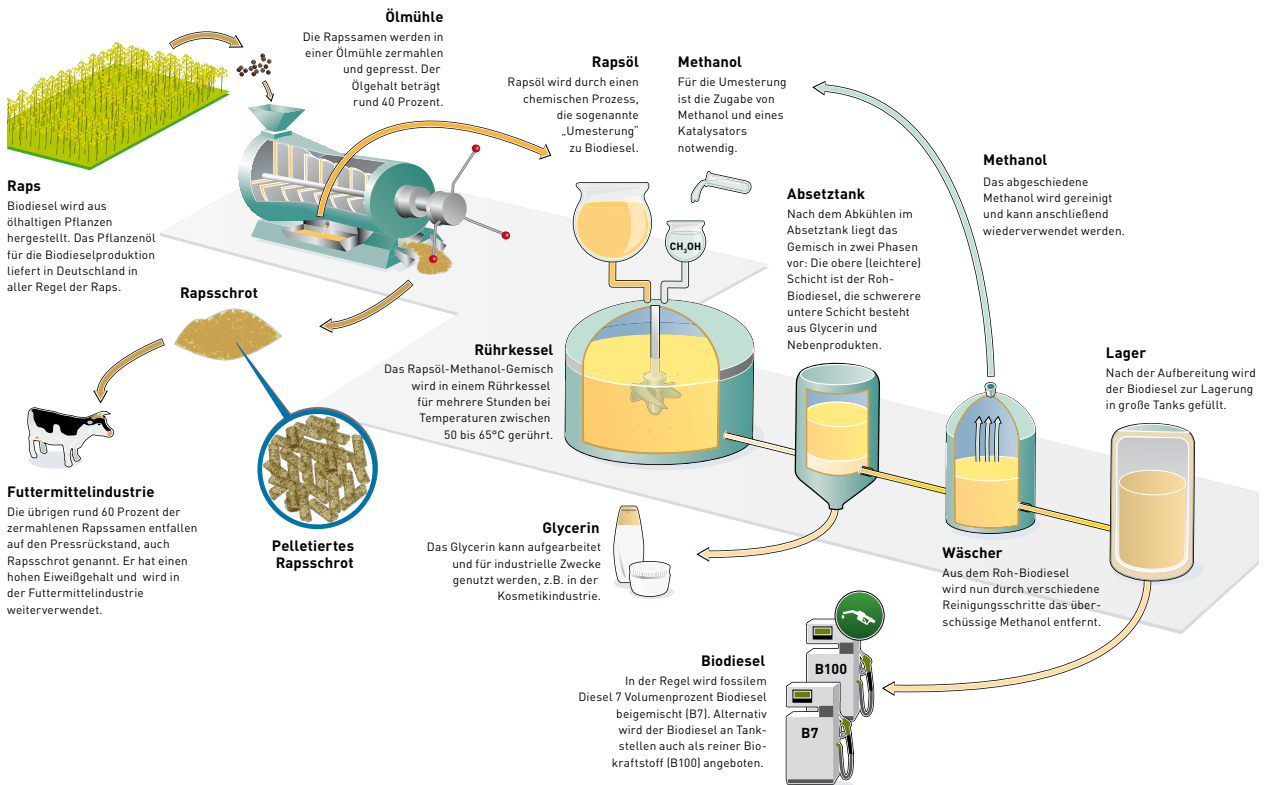 Ölmühle
Die Rapssamen werden in
einer Ölmühle zermahlen
und gepresst. Der
Ölgehalt beträgt
rund 40 Prozent.
Rapsöl
Rapsöl wird durch einen
chemischen Prozess,
die sogenannte
„Umesterung“
zu Biodiesel.
Methanol
Für die Umesterung
ist die Zugabe von
Methanol und eines
Katalysators
notwendig.
Methanol
Das abgeschiedene
Methanol wird gereinigt
und kann anschließend
wiederverwendet werden.
Raps
Biodiesel wird aus
ölhaltigen Pflanzen
hergestellt. Das Pflanzenöl
für die Biodieselproduktion
liefert in Deutschland in
aller Regel der Raps.
Absetztank
Nach dem Abkühlen im
Absetztank liegt das
Gemisch in zwei Phasen
vor: Die obere (leichtere)
Schicht ist der Roh-
Biodiesel, die schwerere
untere Schicht besteht
aus Glycerin und
Nebenprodukten.
CH3OH
Rapsschrot
Rührkessel
Das Rapsöl-Methanol-Gemisch
wird in einem Rührkessel
für mehrere Stunden bei
Temperaturen zwischen
50 bis 65°C gerührt.
Lager
Nach der Aufbereitung wird
der Biodiesel zur Lagerung
in große Tanks gefüllt.
Futtermittelindustrie
Die übrigen rund 60 Prozent der
zermahlenen Rapssamen entfallen
auf den Pressrückstand, auch
Rapsschrot genannt. Er hat einen
hohen Eiweißgehalt und wird in
der Futtermittelindustrie
weiterverwendet.
Pelletiertes
Rapsschrot
Glycerin
Das Glycerin kann aufgearbeitet
und für industrielle Zwecke
genutzt werden, z.B. in der
Kosmetikindustrie.
Wäscher
Aus dem Roh-Biodiesel
wird nun durch verschiedene
Reinigungsschritte das über-
schüssige Methanol entfernt.
Biodiesel
In der Regel wird fossilem
Diesel 7 Volumenprozent Biodiesel
beigemischt (B7). Alternativ
wird der Biodiesel an Tank-
stellen auch als reiner Bio-
kraftstoff (B100) angeboten.
B100
B7